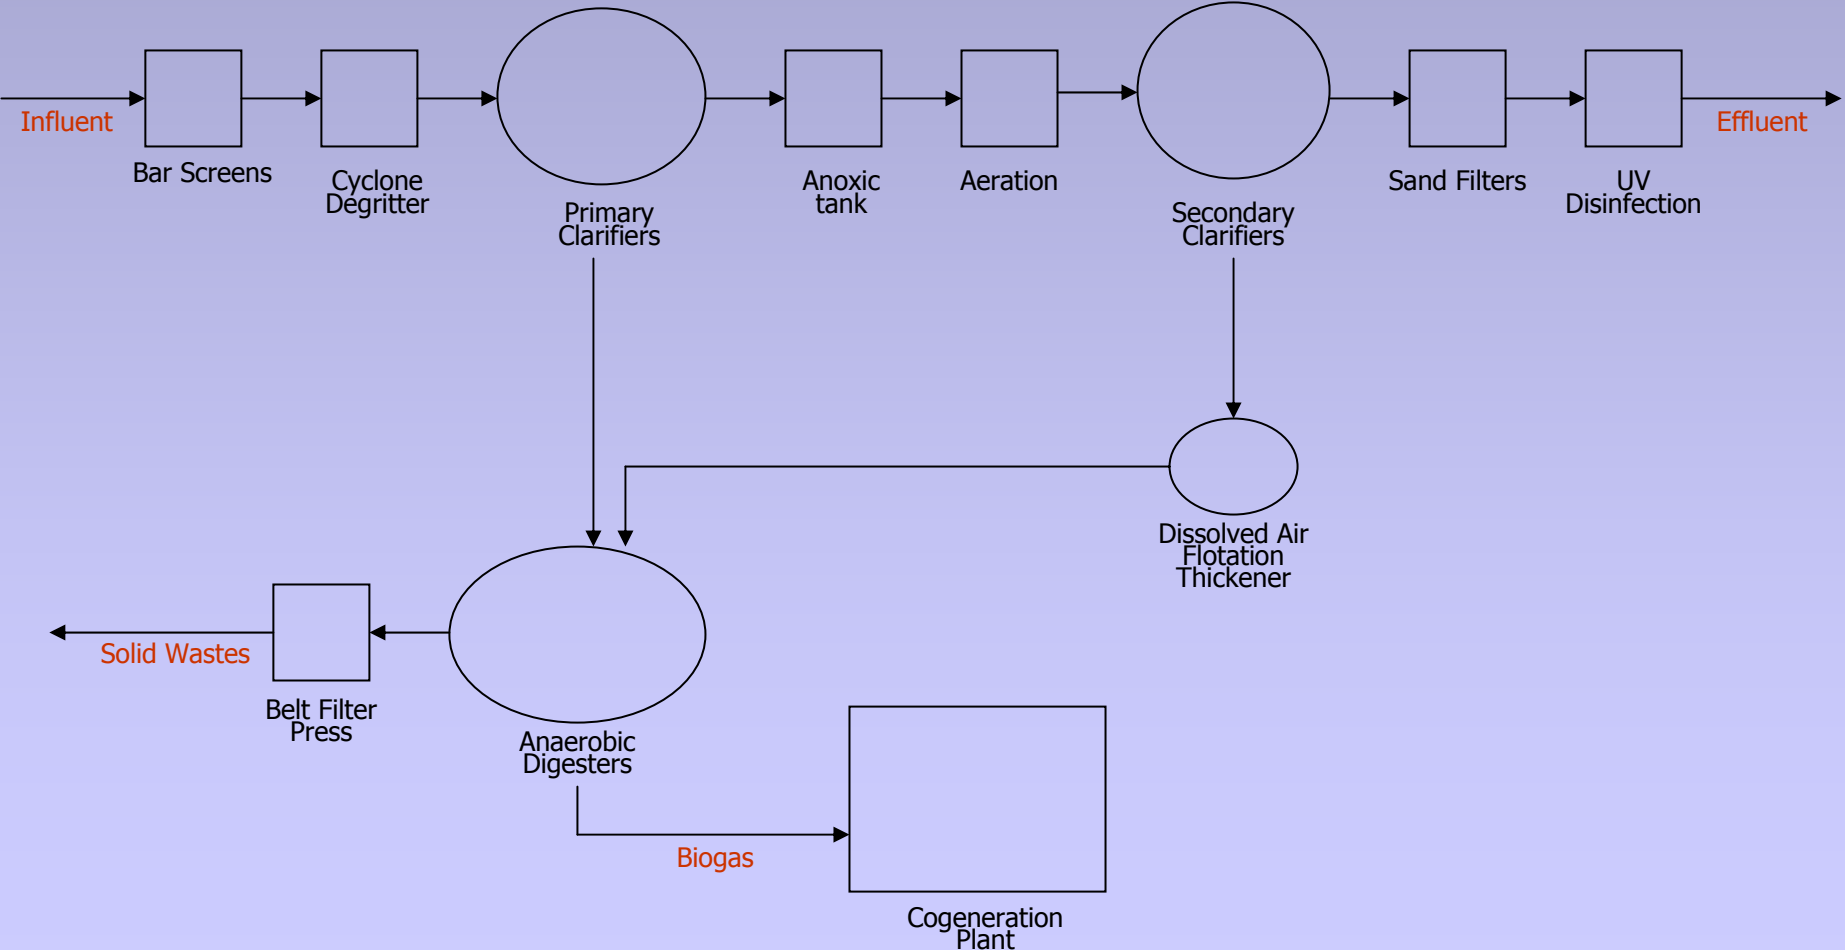 Influent
Bar Screens
Cyclone
Degritter
Primary
Clarifiers
Anoxic
tank
Aeration
Secondary
Clarifiers
Sand Filters
UV
Disinfection
Effluent
Dissolved Air
Flotation
Thickener
Solid Wastes
Belt Filter
Press
Anaerobic
Digesters
Biogas
Cogeneration
Plant